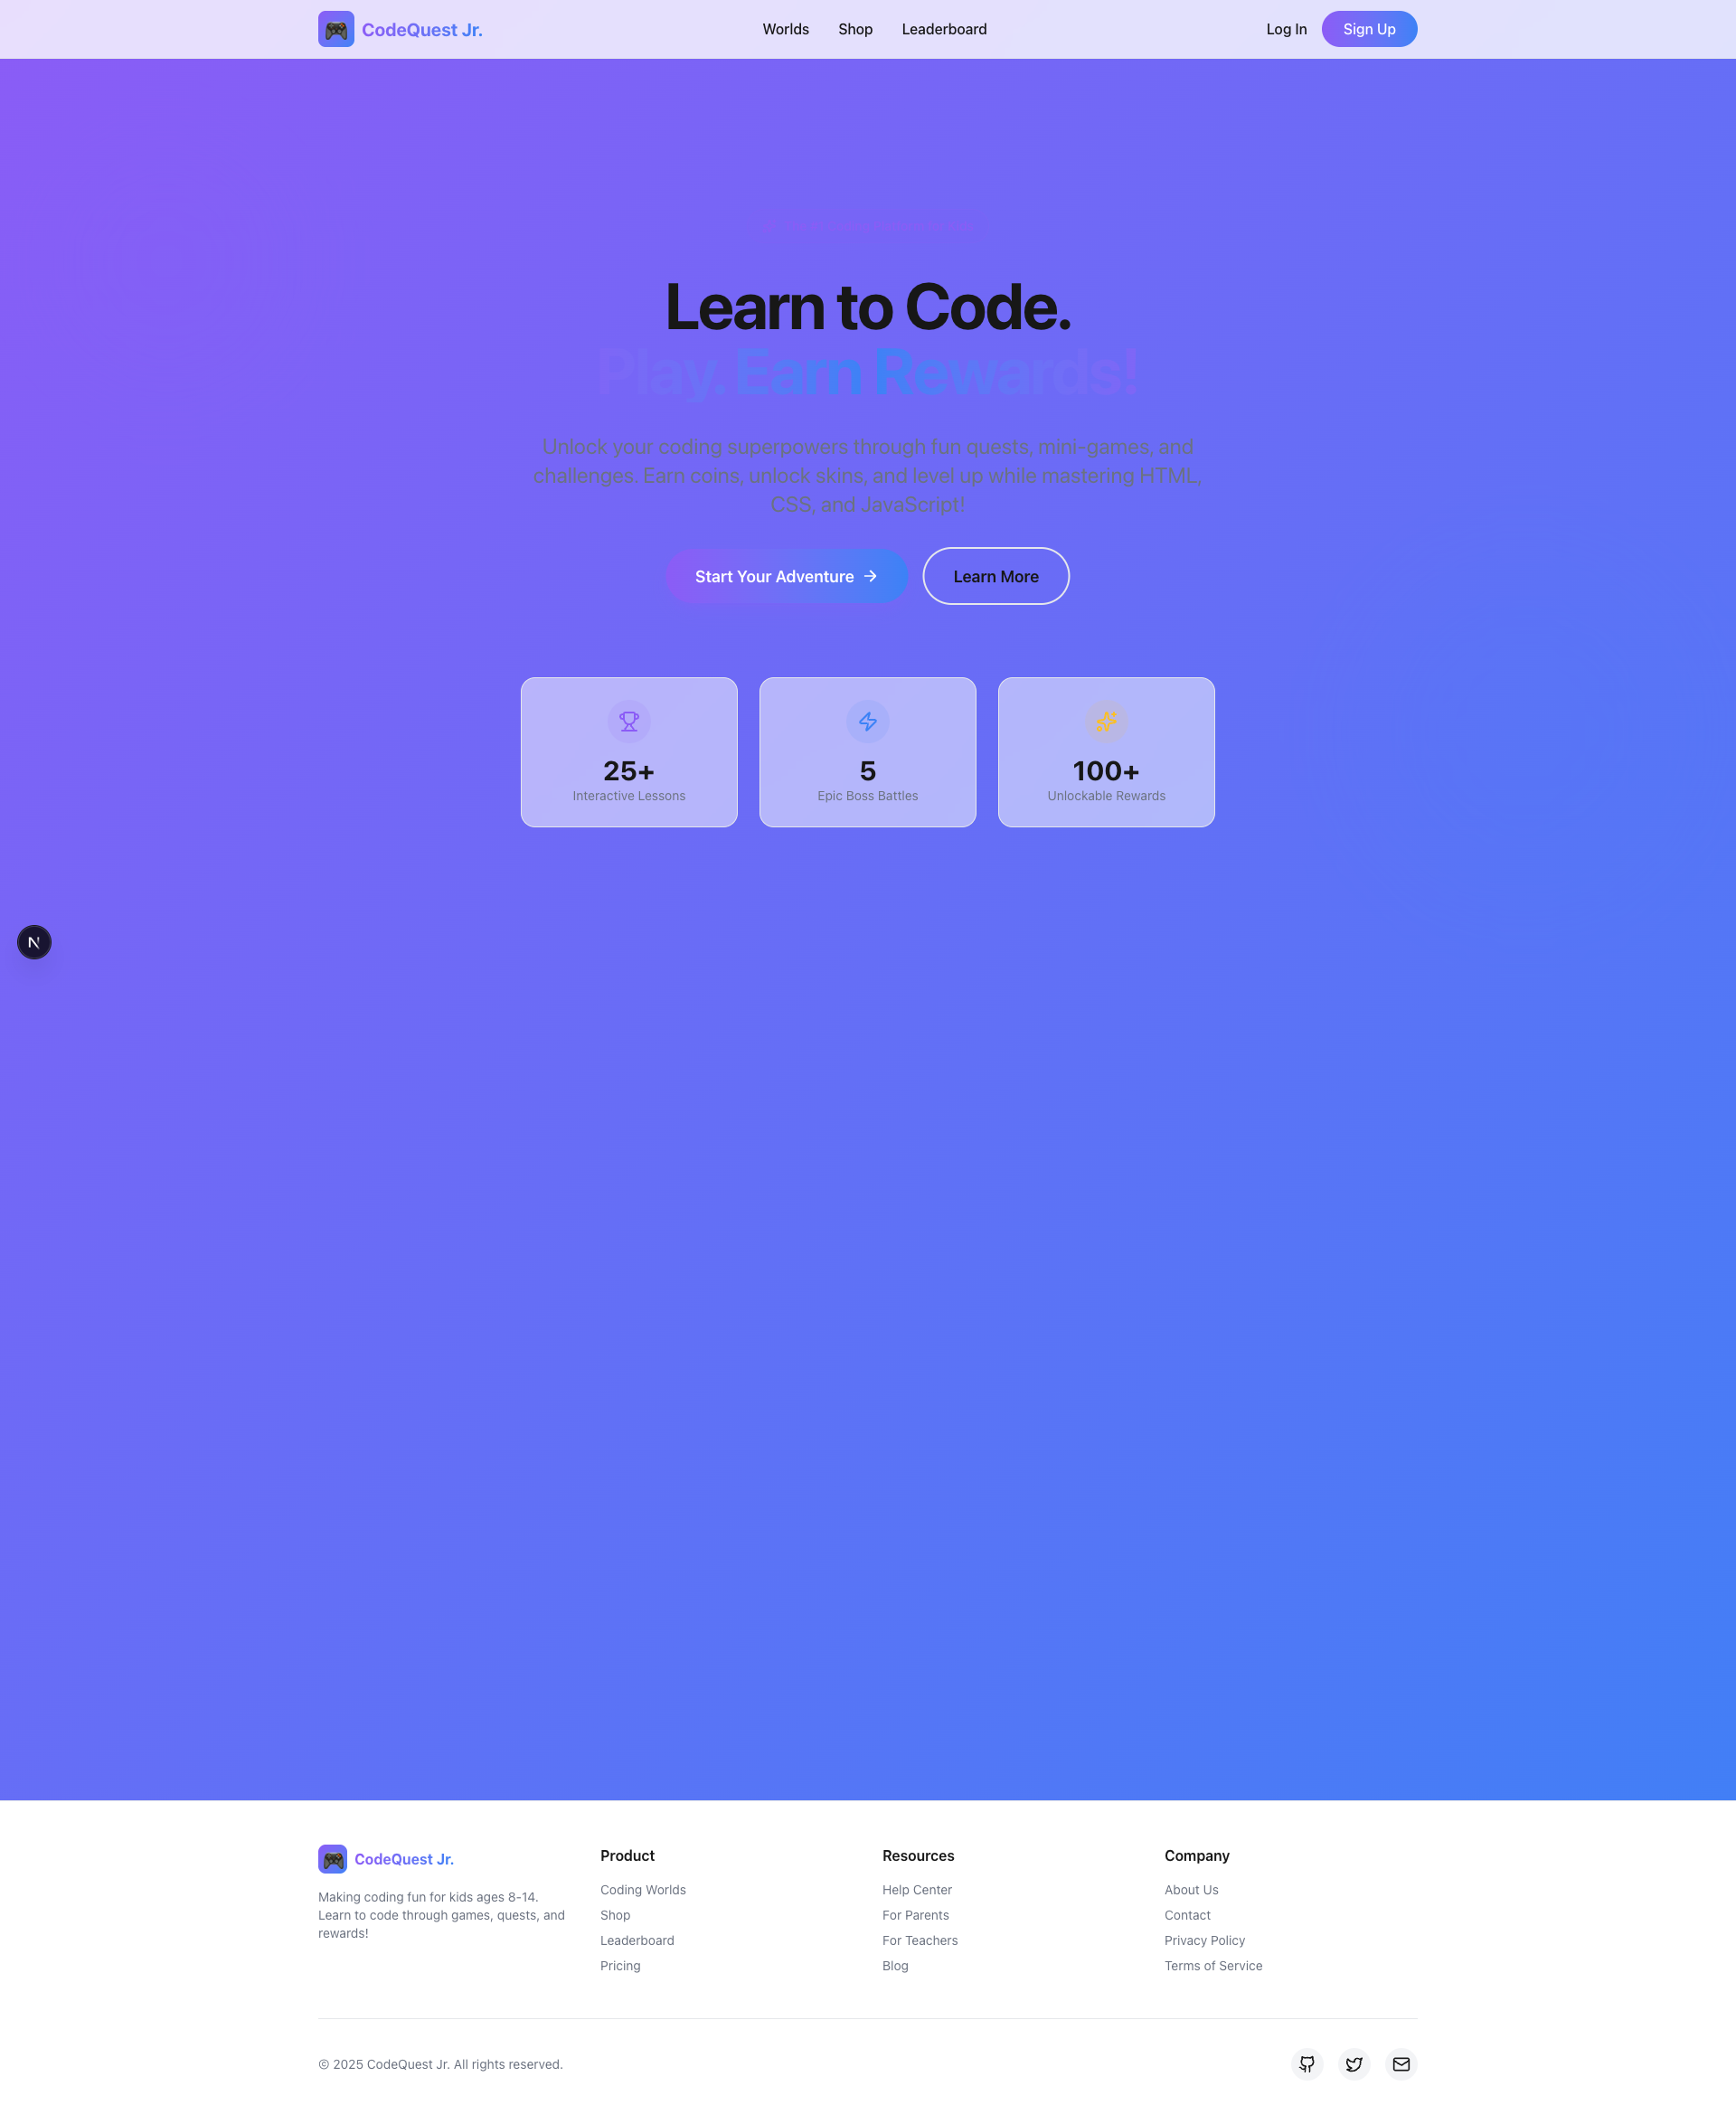 CodeQuest Jr.
Worlds
Shop
Leaderboard
Log In
Sign Up
Learn to Code.
Play. Earn Rewards!
Unlock your coding superpowers through fun quests, mini-games, and
challenges. Earn coins, unlock skins, and level up while mastering HTML,
CSS, and JavaScript!
Start Your Adventure
Learn More
25+
Interactive Lessons
5
Epic Boss Battles
100+
Unlockable Rewards
N
CodeQuest Jr.
Making coding fun for kids ages 8-14.
Learn to code through games, quests, and
rewards!
Product
Coding Worlds
Shop
Leaderboard
Pricing
Resources
Help Center
For Parents
For Teachers
Blog
Company
About Us
Contact
Privacy Policy
Terms of Service
© 2025 CodeQuest Jr. All rights reserved.